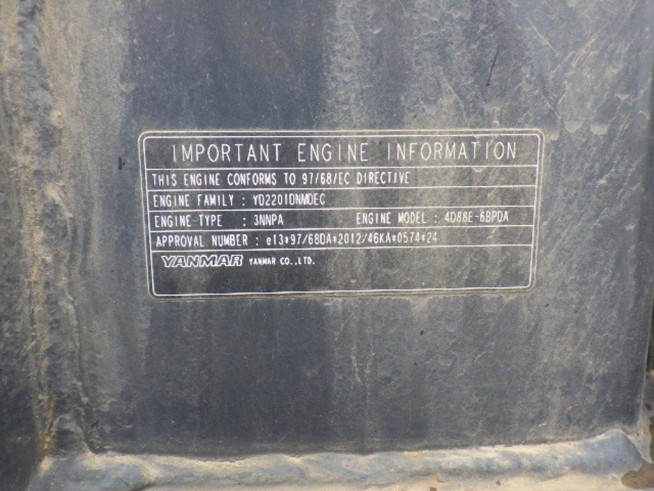 IMPORTANT ENGINE INFORMATION
THIS ENGINE CONFORMS TO 97/68/EC DIRECTIVE
ENGINE FAMILY : YD2201DNMDEC
ENGINE-TYPE : 3NNPA ENGINE MODEL : 4D88E-6BPDA
APPROVAL NUMBER : e13*97/68DA*2012/46KA*0574*24
YANMAR YANMAR CO.,LTD.